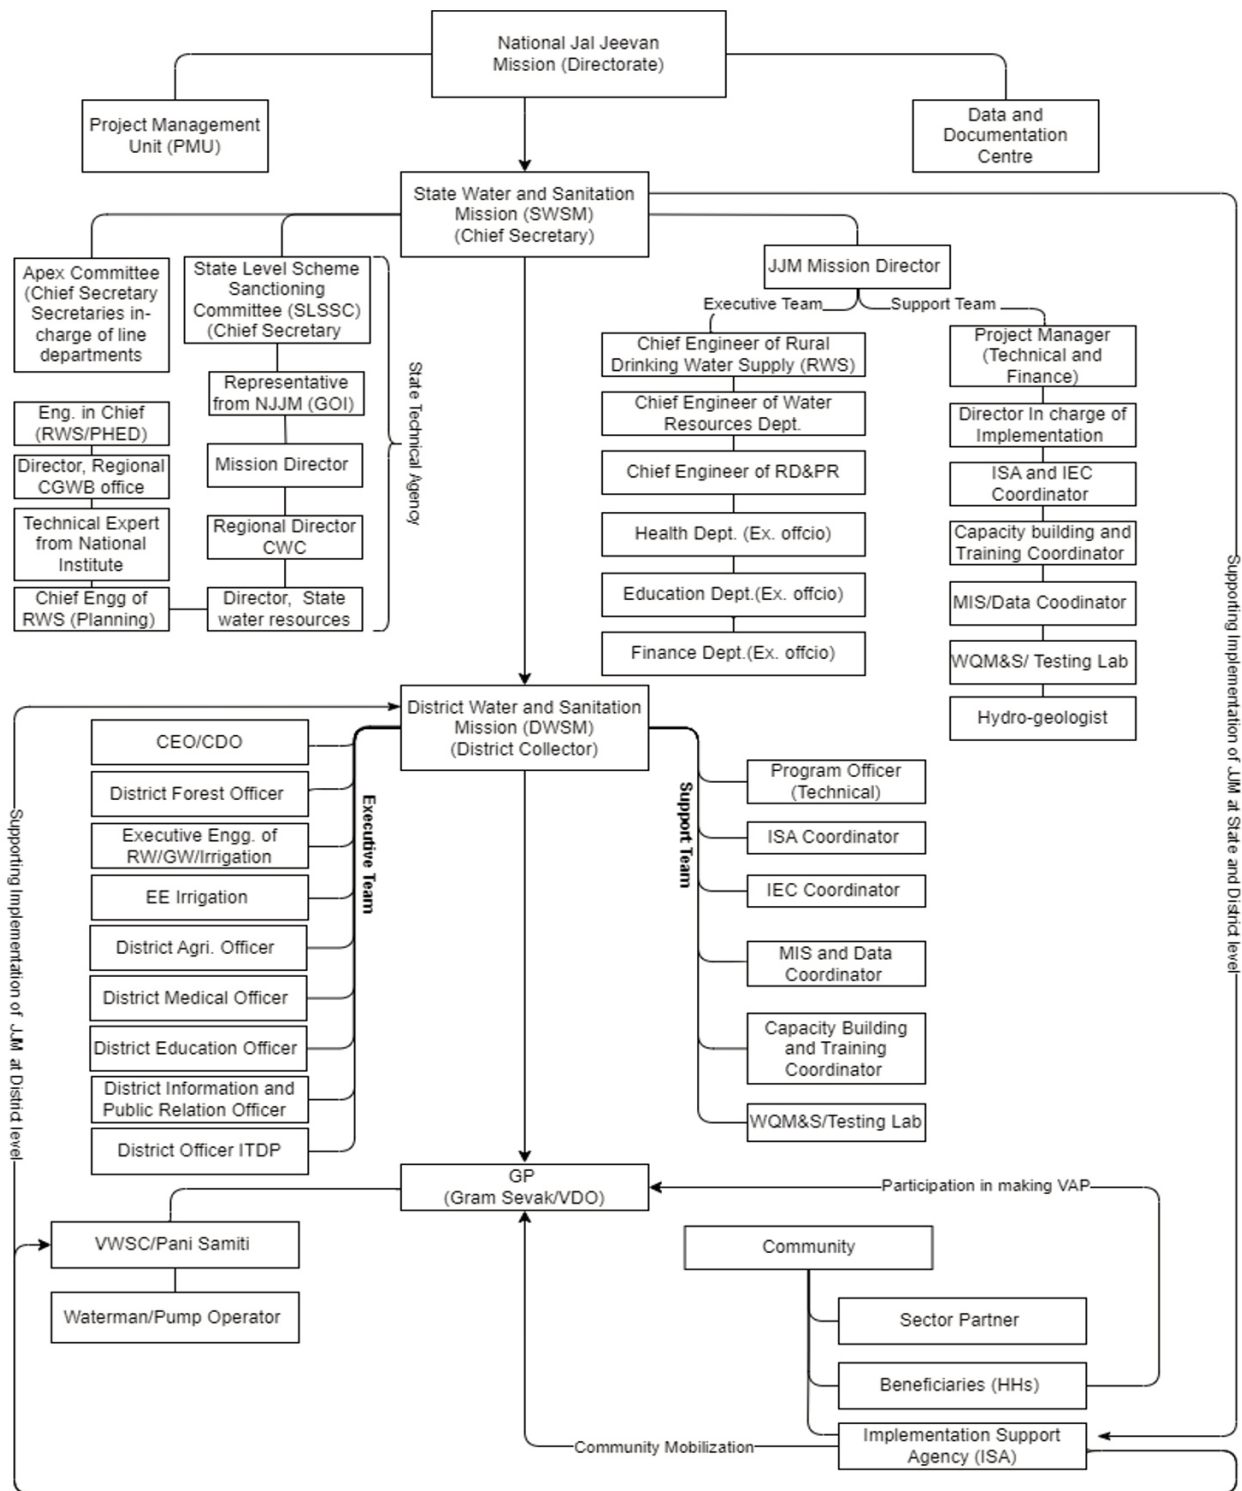 National Jal Jeevan
Mission (Directorate)
Project Management
Unit (PMU)
Data and
Documentation
Centre
State Water and Sanitation
Mission (SWSM)
(Chief Secretary)
Apex Committee
(Chief Secretary
Secretaries in-
charge of line
departments
State Level Scheme
Sanctioning
Committee (SLSSC)
(Chief Secretary
JJM Mission Director
Executive Team
Support Team
Chief Engineer of Rural
Drinking Water Supply (RWS)
Project Manager
(Technical and
Finance)
Representative
from NJJM (GOI)
State Technical Agency
Eng. in Chief
(RWS/PHED)
Chief Engineer of Water
Resources Dept.
Director In charge of
Implementation
Director, Regional
CGWB office
Mission Director
Chief Engineer of RD&PR
ISA and IEC
Coordinator
Technical Expert
from National
Institute
Regional Director
CWC
Health Dept. (Ex. offcio)
Capacity building and
Training Coordinator
Chief Engg of
RWS (Planning)
Director, State
water resources
Education Dept.(Ex. offcio)
MIS/Data Coodinator
Finance Dept.(Ex. offcio)
WQM&S/ Testing Lab
Hydro-geologist
Supporting Implementation of JJM at State and District level
District Water and Sanitation
Mission (DWSM)
(District Collector)
CEO/CDO
District Forest Officer
Executive Engg. of
RW/GW/Irrigation
EE Irrigation
District Agri. Officer
District Medical Officer
District Education Officer
District Information and
Public Relation Officer
District Officer ITDP
Executive Team
Support Team
Program Officer
(Technical)
ISA Coordinator
IEC Coordinator
MIS and Data
Coordinator
Capacity Building
and Training
Coordinator
WQM&S/Testing Lab
Supporting Implementation of JJM at District level
GP
(Gram Sevak/VDO)
Participation in making VAP
VWSC/Pani Samiti
Waterman/Pump Operator
Community
Sector Partner
Beneficiaries (HHs)
Implementation Support
Agency (ISA)
Community Mobilization